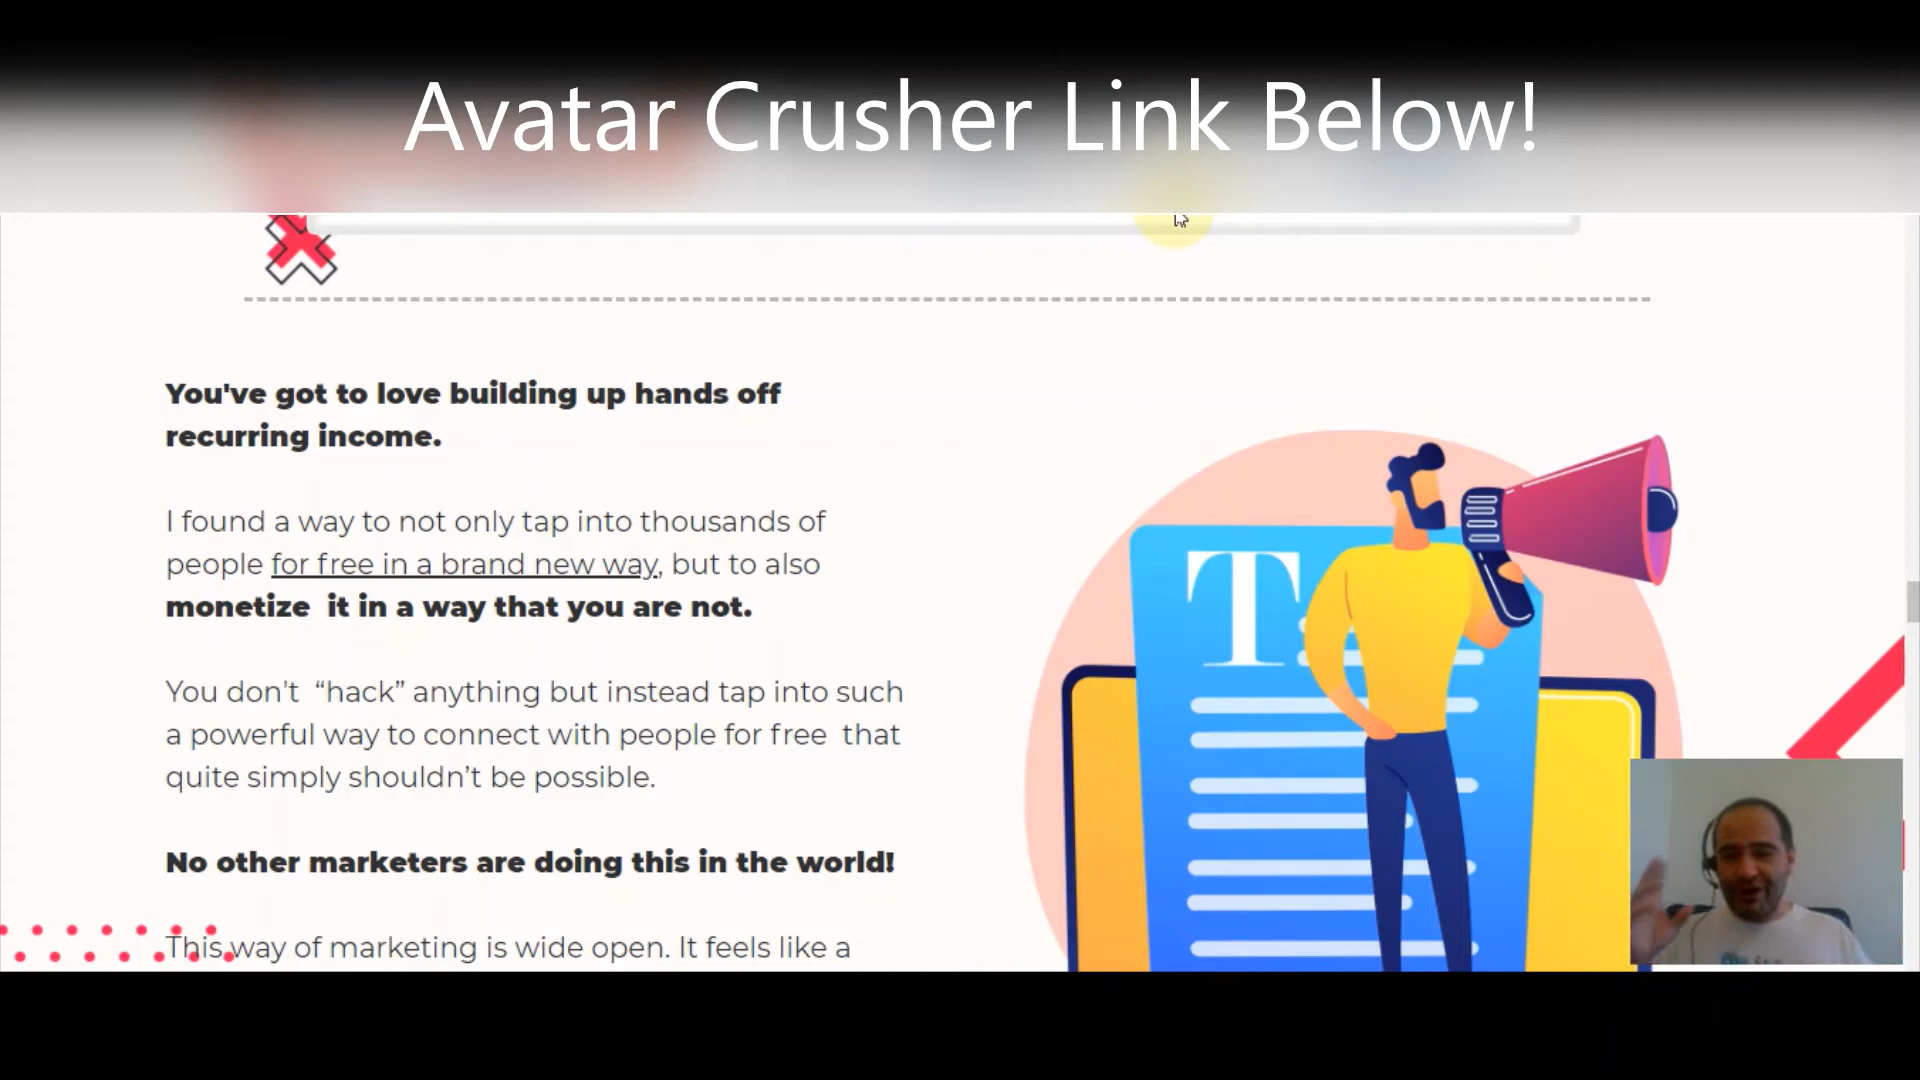 Avatar Crusher Link Below!
You've got to love building up hands off
recurring income.
I found a way to not only tap into thousands of
people for free in a brand new way, but to also
monetize it in a way that you are not.
You don't “hack” anything but instead tap into such
a powerful way to connect with people for free that
quite simply shouldn’t be possible.
No other marketers are doing this in the world!
This way of marketing is wide open. It feels like a
T